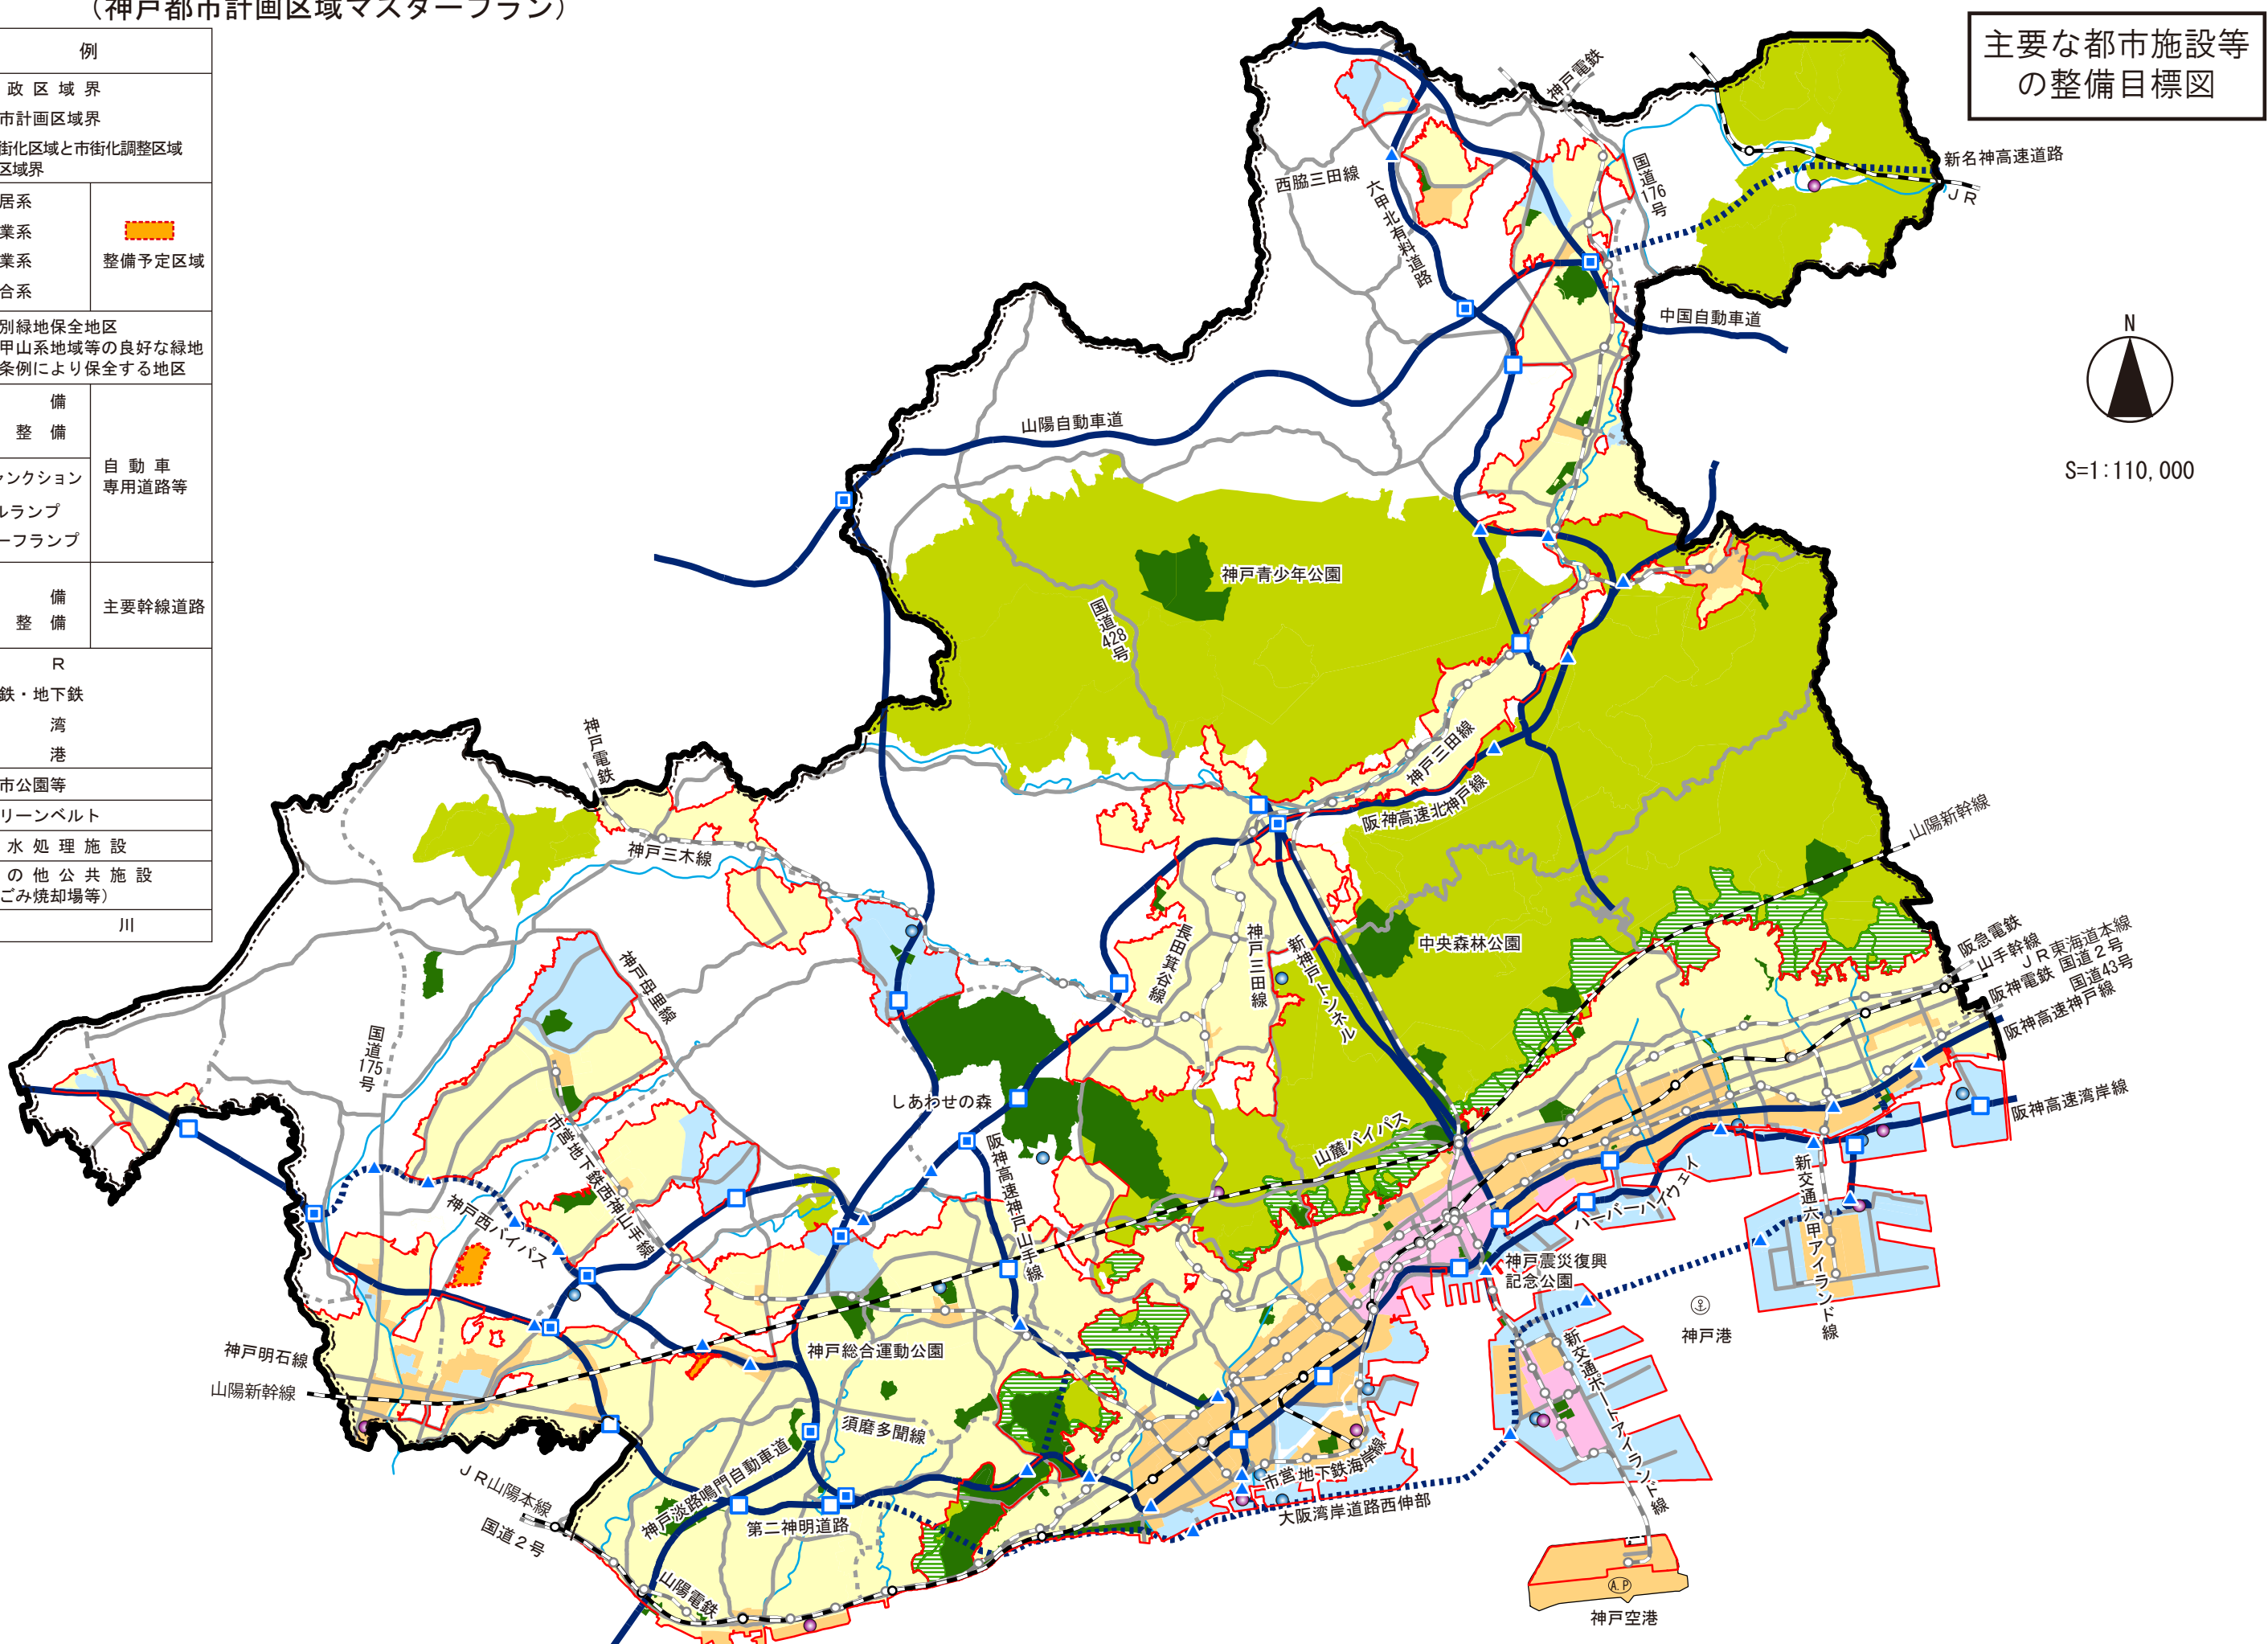 （神戸都市計画区域マスタープラン）
主要な都市施設等
の整備目標図
例
政区域界
市計画区域界
街化区域と市街化調整区域
区域界
居系
業系
業系
合系
整備予定区域
別緑地保全地区
甲山系地域等の良好な緑地
条例により保全する地区
備
整備
ャンクション
ルランプ
ーフランプ
自動車
専用道路等
備
整備
主要幹線道路
R
鉄・地下鉄
湾
港
市公園等
リーンベルト
水処理施設
の他公共施設
ごみ焼却場等）
川
N
S=1:110,000
神戸電鉄
西脇三田線
六甲北有料道路
国道176号
新名神高速道路
JR
中国自動車道
山陽自動車道
神戸青少年公園
国道428号
神戸電鉄
神戸三田線
阪神高速北神戸線
神戸三木線
山陽新幹線
長田箕谷線
神戸三田線
新神戸トンネル
中央森林公園
阪急電鉄
山手幹線
JR東海道本線
阪神電鉄
国道2号
国道43号
阪神高速神戸線
阪神高速湾岸線
神戸母里線
国道175号
しあわせの森
市営地下鉄西神山手線
阪神高速神戸山手線
山麓バイパス
神戸西バイパス
ハーバーハイウェイ
新交通六甲アイランド線
神戸震災復興
記念公園
神戸港
新交通ポートアイランド線
神戸明石線
山陽新幹線
神戸総合運動公園
須磨多聞線
神戸淡路鳴門自動車道
第二神明道路
市営地下鉄海岸線
大阪湾岸道路西伸部
JR山陽本線
国道2号
山陽電鉄
A.P
神戸空港